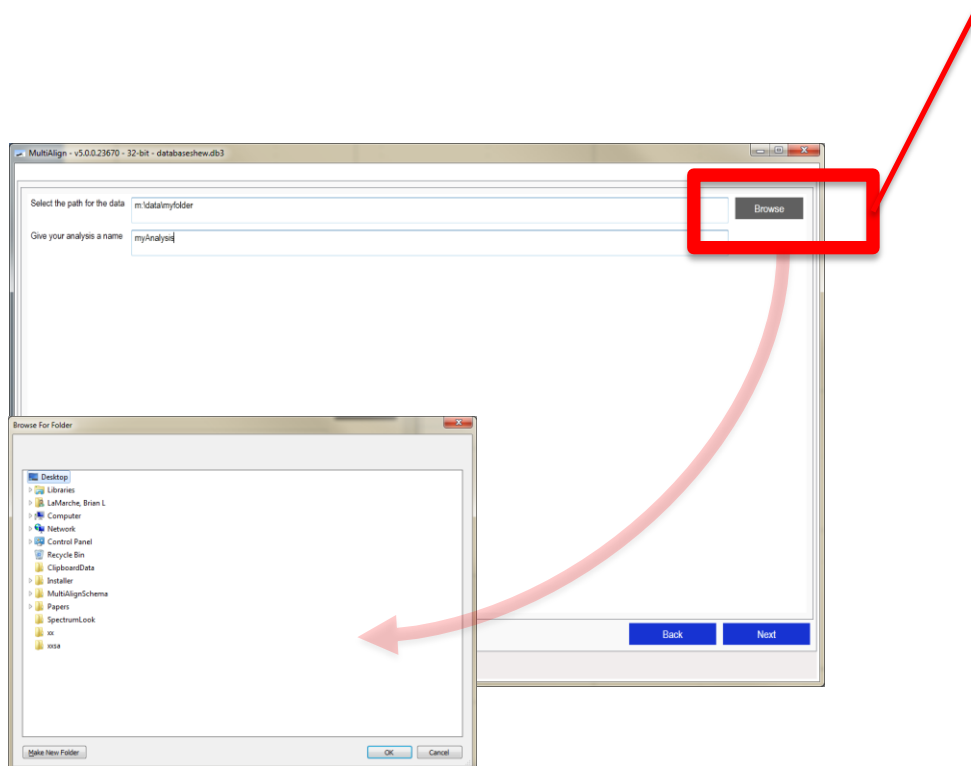 MultiAlign - v5.0.0.23670 - 32-bit - databaseshew.db3
Select the path for the data m:\data\myfolder Browse
Give your analysis a name myAnalysis
Back Next
Browse For Folder
Desktop
Libraries
LaMarche, Brian L
Computer
Network
Control Panel
Recycle Bin
ClipboardData
Installer
MultiAlignSchema
Papers
SpectrumLook
xx
xxsa
Make New Folder OK Cancel